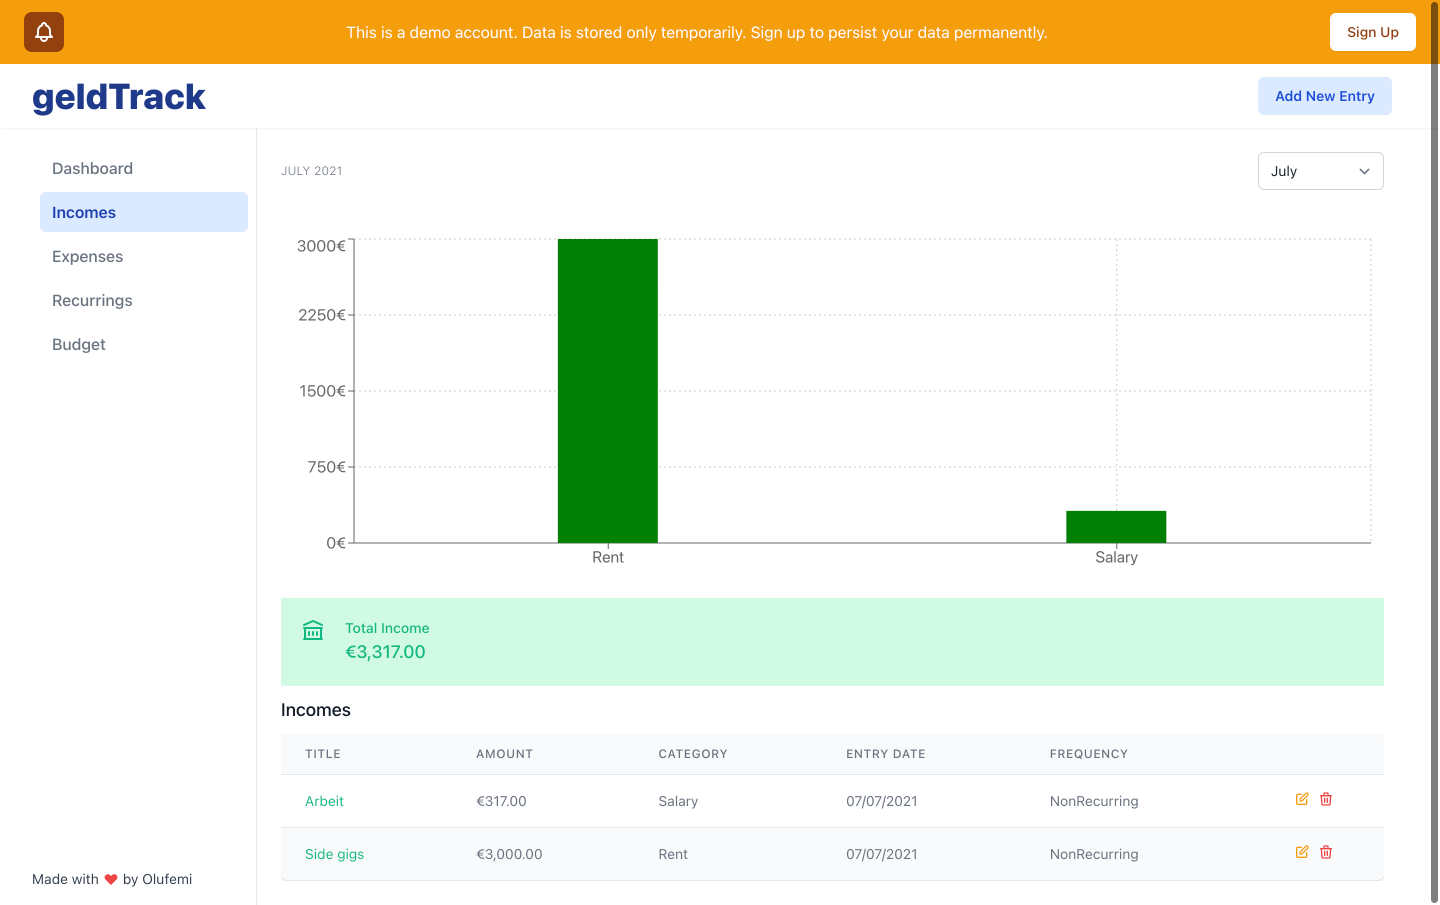 This is a demo account. Data is stored only temporarily. Sign up to persist your data permanently.
Sign Up
geldTrack
Add New Entry
Dashboard
Incomes
Expenses
Recurrings
Budget
JULY 2021
July
3000€
2250€
1500€
750€
0€
Rent
Salary
Total Income
€3,317.00
Incomes
TITLE AMOUNT CATEGORY ENTRY DATE FREQUENCY
Arbeit €317.00 Salary 07/07/2021 NonRecurring
Side gigs €3,000.00 Rent 07/07/2021 NonRecurring
Made with ❤ by Olufemi